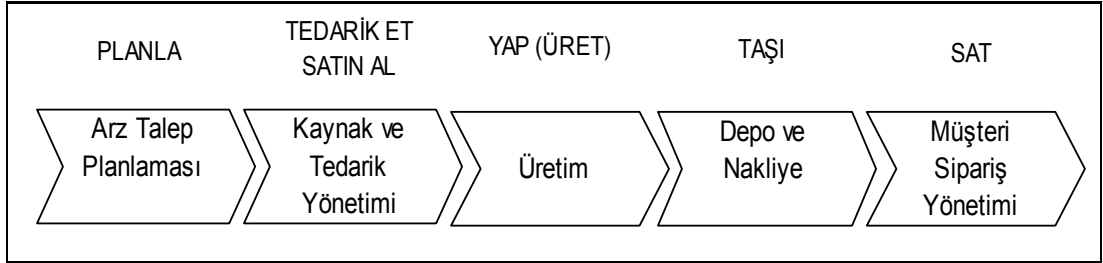 PLANLA
TEDARİK ET
SATIN AL
YAP (ÜRET)
TAŞI
SAT
Arz Talep
Planlaması
Kaynak ve
Tedarik
Yönetimi
Üretim
Depo ve
Nakliye
Müşteri
Sipariş
Yönetimi